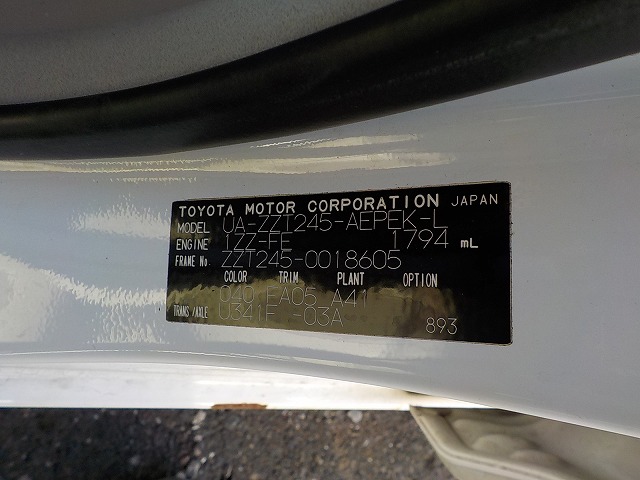 TOYOTA MOTOR CORPORATION JAPAN
MODEL UA-ZZT245-AEPEK-L
ENGINE 1ZZ-FE 1794 mL
FRAME No. ZZT245-0018605
COLOR TRIM PLANT OPTION
040 FA05 A41
TRANS/AXLE U341F -03A
893